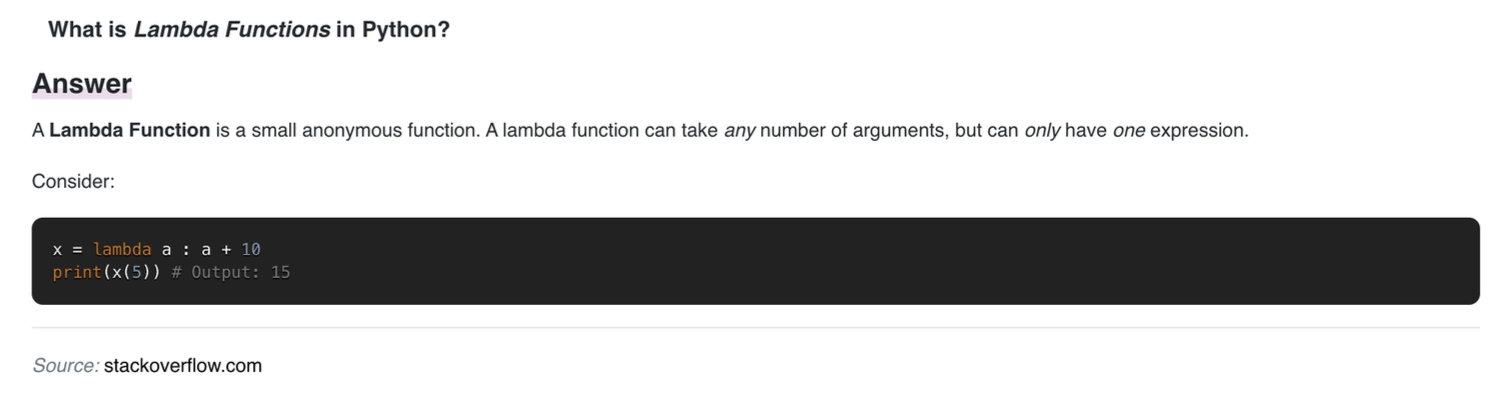 What is Lambda Functions in Python?
Answer
A Lambda Function is a small anonymous function. A lambda function can take any number of arguments, but can only have one expression.
Consider:
x = lambda a : a + 10
print(x(5)) # Output: 15
Source: stackoverflow.com